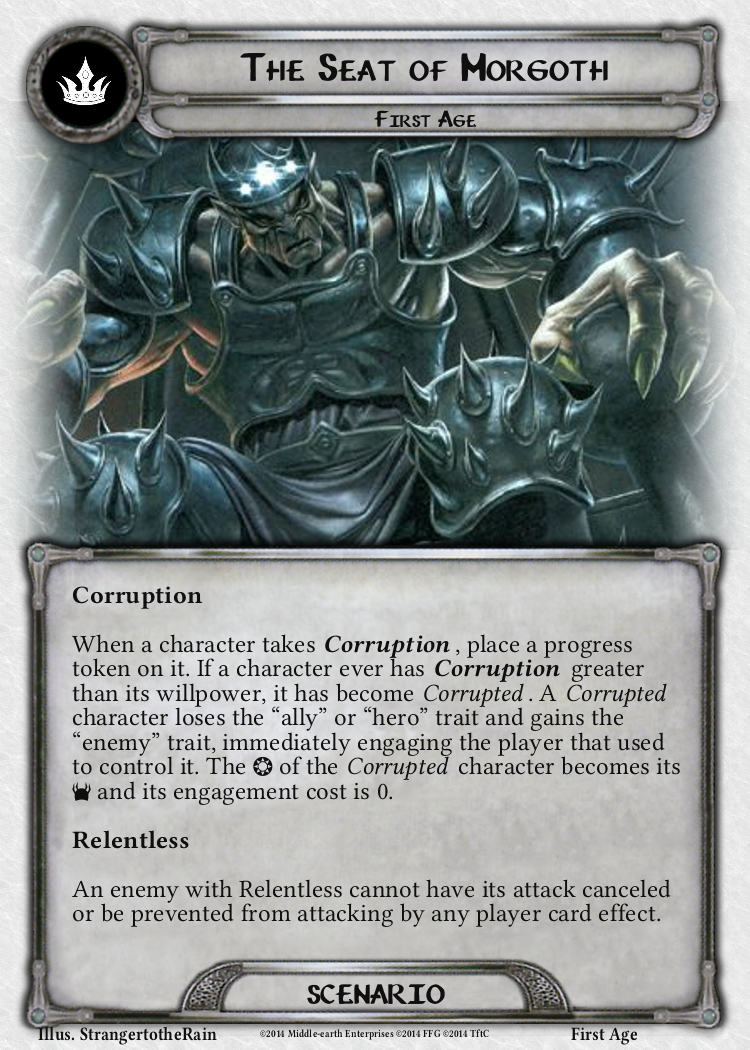 The Seat of Morgoth
First Age
Corruption
When a character takes Corruption , place a progress
token on it. If a character ever has Corruption greater
than its willpower, it has become Corrupted . A Corrupted
character loses the “ally” or “hero” trait and gains the
“enemy” trait, immediately engaging the player that used
to control it. The of the Corrupted character becomes its
and its engagement cost is 0.
Relentless
An enemy with Relentless cannot have its attack canceled
or be prevented from attacking by any player card effect.
SCENARIO
Illus. StrangertotheRain ©2014 Middle-earth Enterprises ©2014 FFG ©2014 TftC First Age